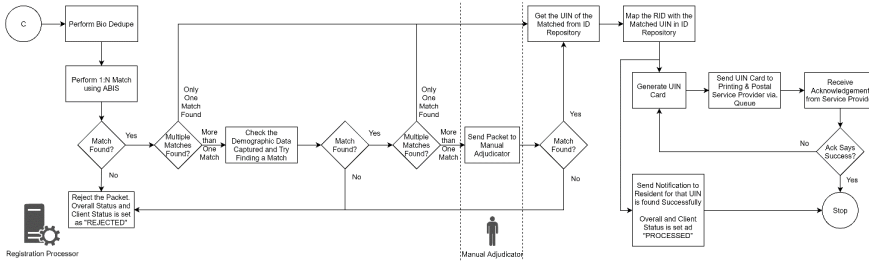 C
Perform Bio Dedupe
Perform 1:N Match
using ABIS
Match
Found?
Yes
No
Reject the Packet.
Overall Status and
Client Status is set
as "REJECTED"
Registration Processor
Multiple
Matches
Found?
Only
One
Match
Found
More
than
One
Match
Check the
Demographic Data
Captured and Try
Finding a Match
Match
Found?
Yes
No
Multiple
Matches
Found?
Only
One
Match
Found
More
than
One
Match
Send Packet to
Manual
Adjudicator
Manual Adjudicator
Match
Found?
Yes
No
Get the UIN of the
Matched from ID
Repository
Map the RID with the
Matched UIN in ID
Repository
Generate UIN
Card
Send UIN Card to
Printing & Postal
Service Provider via.
Queue
Receive
Acknowledgement
from Service Provide
Ack Says
Success?
No
Yes
Stop
Send Notification to
Resident for that UIN
is found Successfully
Overall and Client
Status is set ad
"PROCESSED"